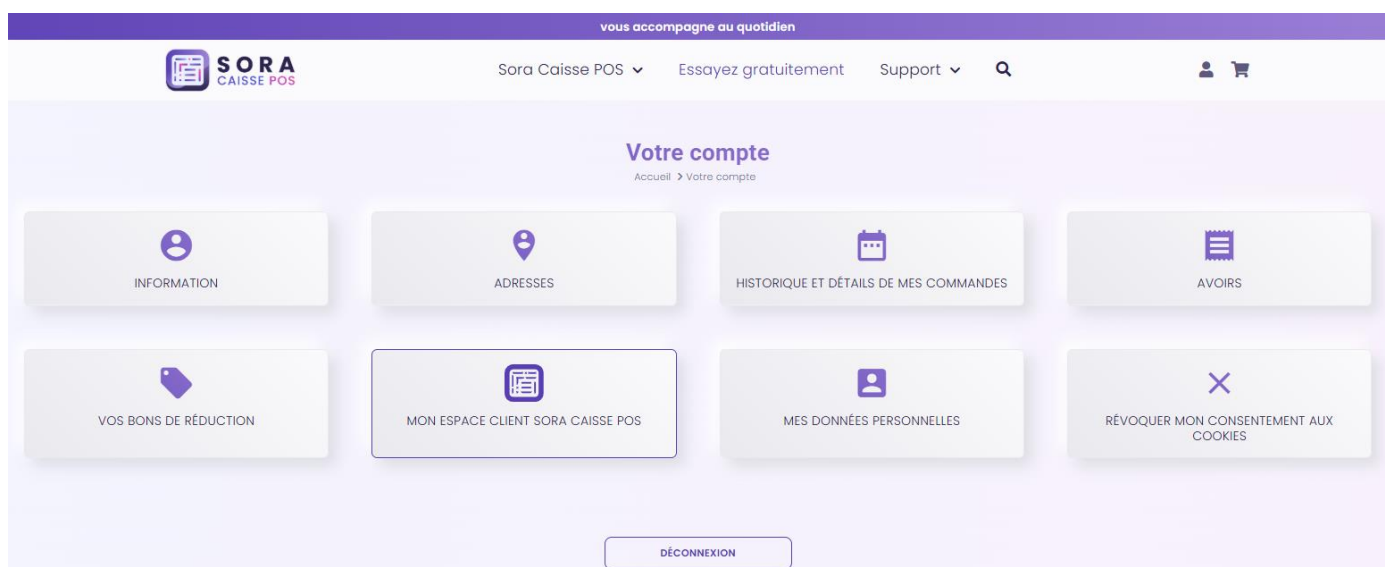 vous accompagne au quotidien
SORA
CAISSE POS
Sora Caisse POS
Essayez gratuitement
Support
Votre compte
Accueil > Votre compte
INFORMATION
ADRESSES
HISTORIQUE ET DÉTAILS DE MES COMMANDES
AVOIRS
VOS BONS DE RÉDUCTION
MON ESPACE CLIENT SORA CAISSE POS
MES DONNÉES PERSONNELLES
RÉVOQUER MON CONSENTEMENT AUX
COOKIES
DÉCONNEXION